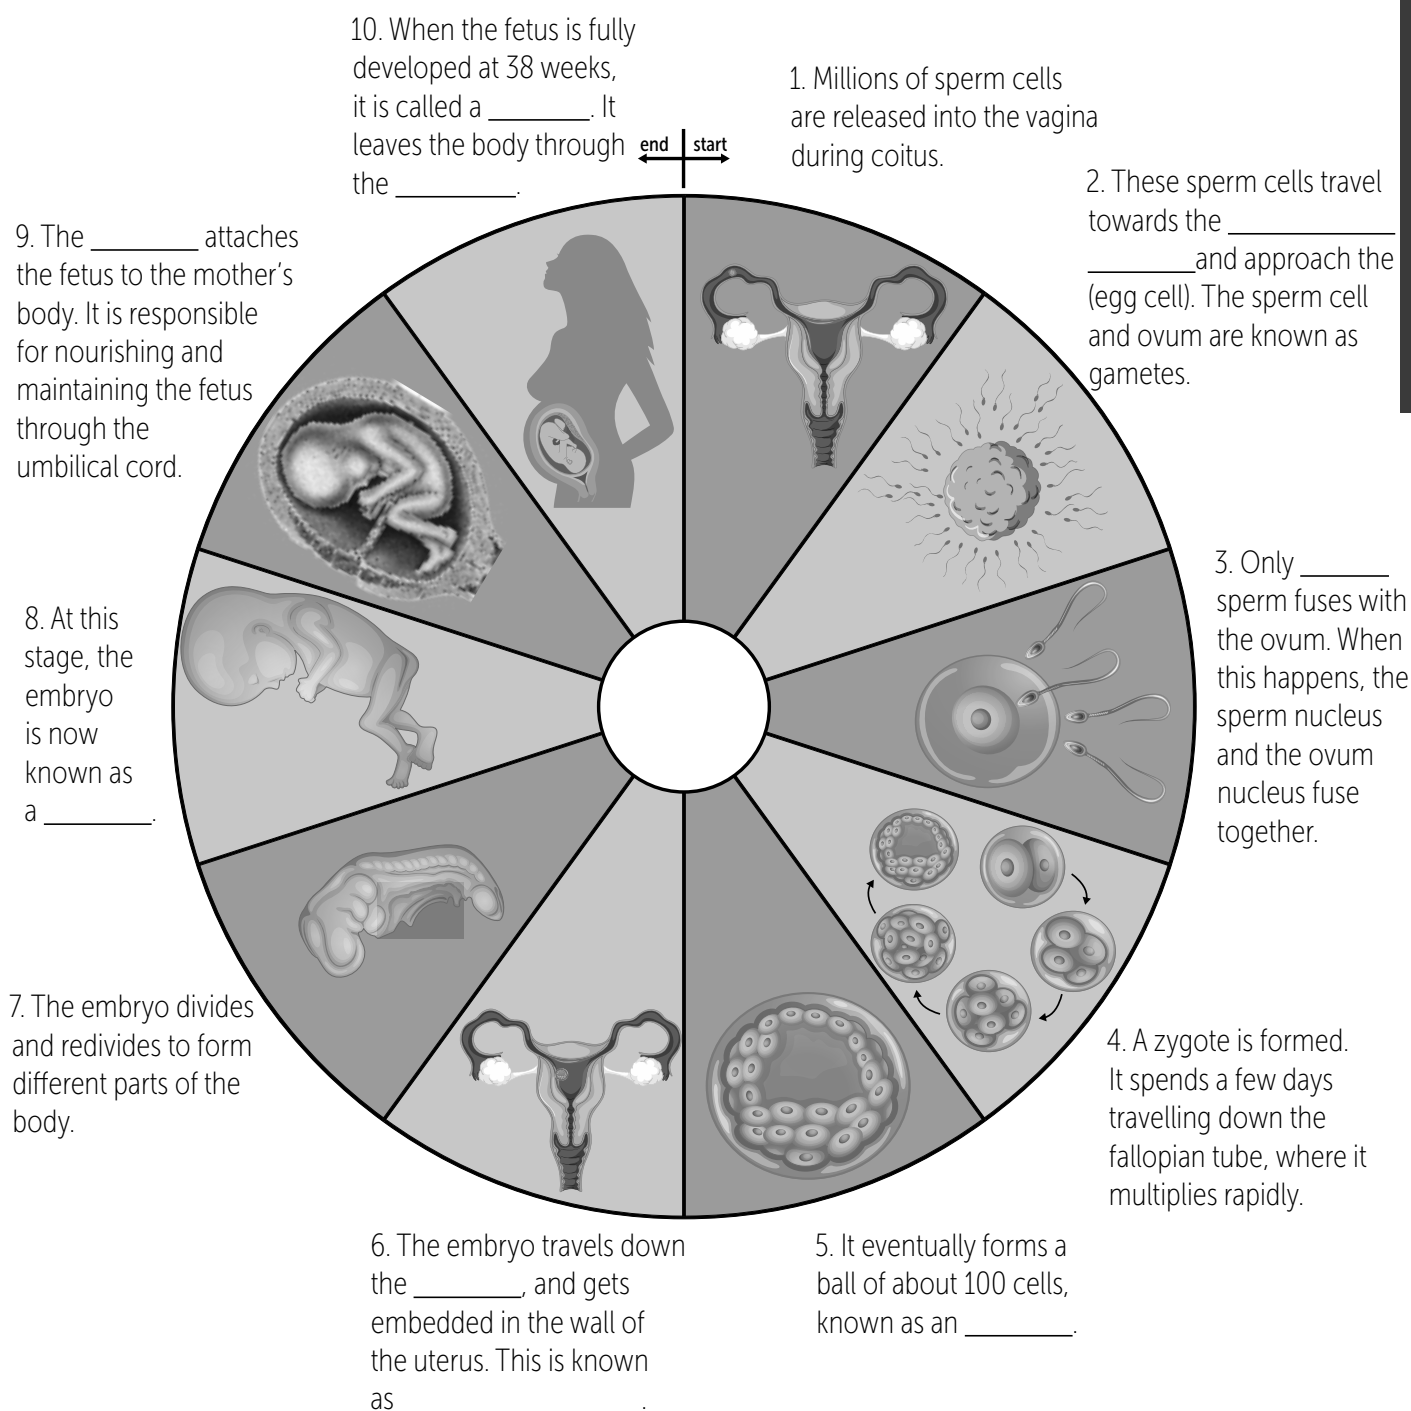 10. When the fetus is fully
developed at 38 weeks,
it is called a ________. It
leaves the body through
the _________.
end
start
1. Millions of sperm cells
are released into the vagina
during coitus.
2. These sperm cells travel
towards the _____________
________and approach the
(egg cell). The sperm cell
and ovum are known as
gametes.
3. Only _______
sperm fuses with
the ovum. When
this happens, the
sperm nucleus
and the ovum
nucleus fuse
together.
4. A zygote is formed.
It spends a few days
travelling down the
fallopian tube, where it
multiplies rapidly.
5. It eventually forms a
ball of about 100 cells,
known as an ________.
6. The embryo travels down
the ________, and gets
embedded in the wall of
the uterus. This is known
as .
7. The embryo divides
and redivides to form
different parts of the
body.
8. At this
stage, the
embryo
is now
known as
a ________.
9. The ________ attaches
the fetus to the mother’s
body. It is responsible
for nourishing and
maintaining the fetus
through the
umbilical cord.